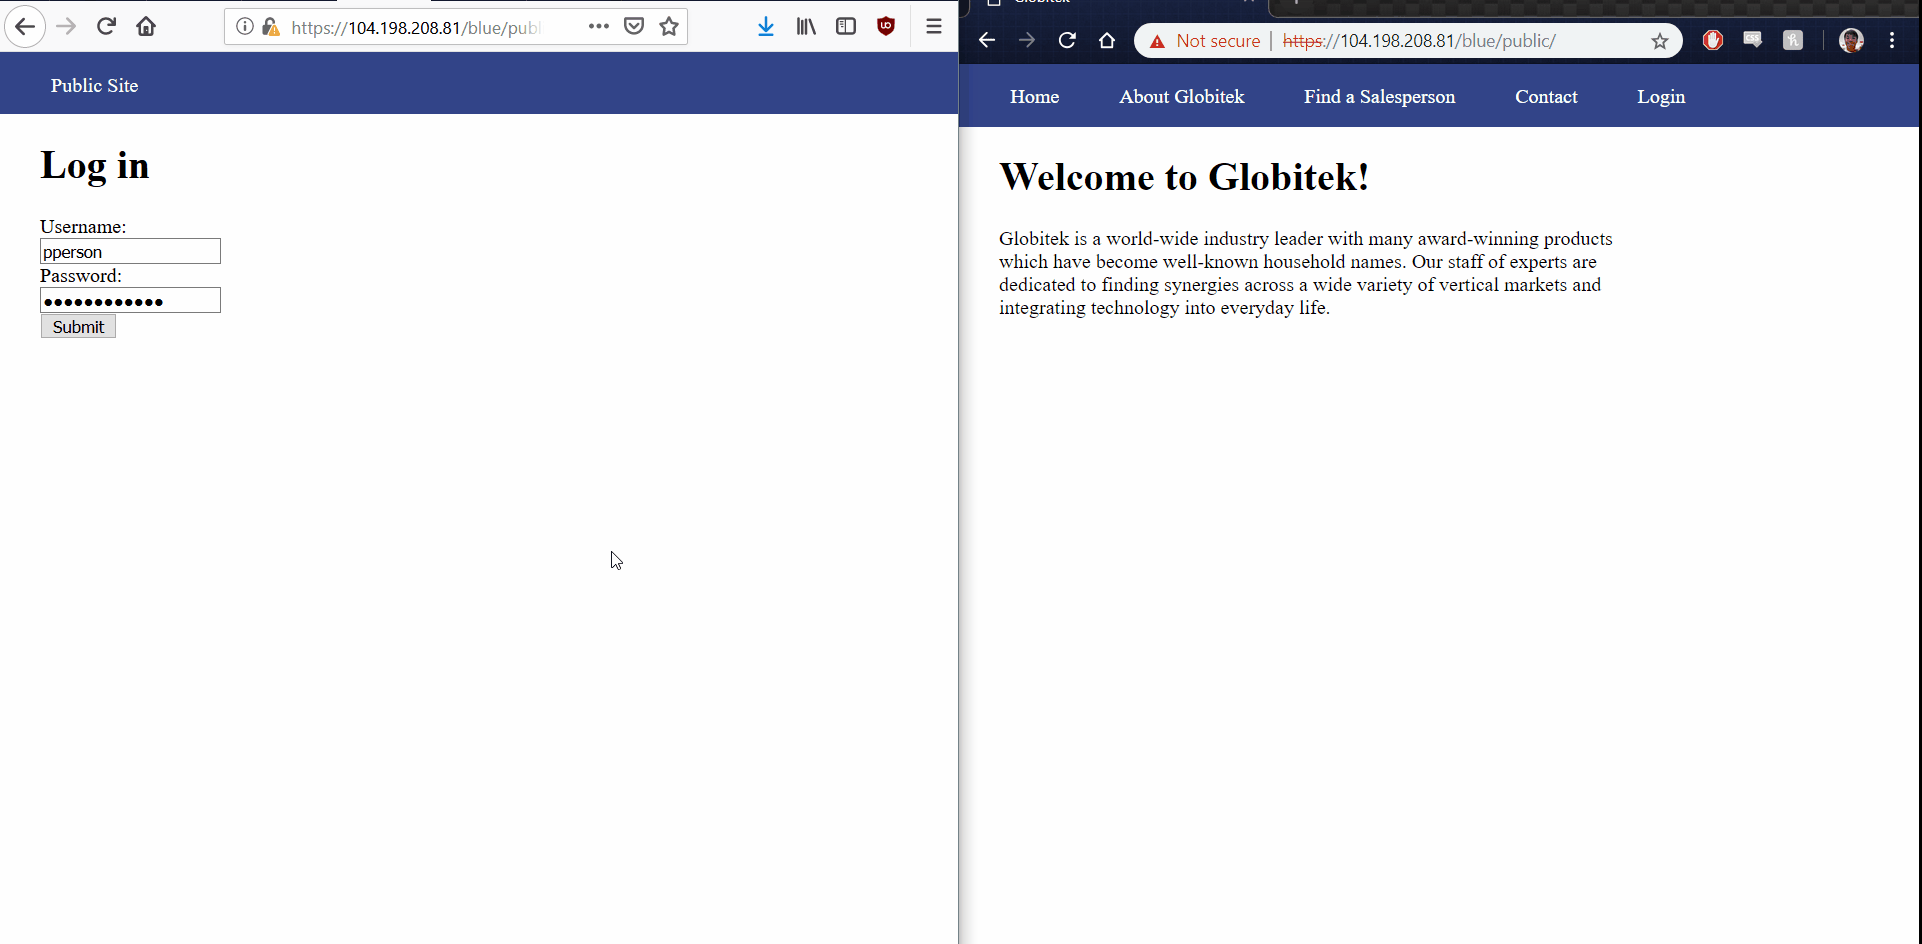 https://104.198.208.81/blue/publ
Public Site
Log in
Username:
pperson
Password:
••••••••••••
Submit
Globitek
Not secure | https://104.198.208.81/blue/public/
Home About Globitek Find a Salesperson Contact Login
Welcome to Globitek!
Globitek is a world-wide industry leader with many award-winning products
which have become well-known household names. Our staff of experts are
dedicated to finding synergies across a wide variety of vertical markets and
integrating technology into everyday life.